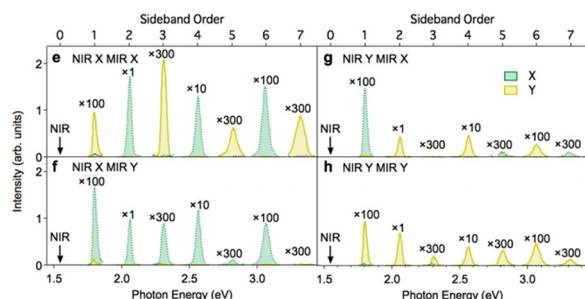 Sideband Order Sideband Order
0 1 2 3 4 5 6 7 0 1 2 3 4 5 6 7
e NIR X MIR X ×300 g NIR Y MIR X
×1 ×100 ×300 ×10 ×100 X
×100 ×300 Y
NIR ×1 ×300 ×10 ×300 ×100 ×300
NIR
f NIR X MIR Y h NIR Y MIR Y
×100 ×1 ×300 ×10 ×100 ×100 ×1 ×10 ×100
NIR ×300 ×300 NIR ×300 ×300 ×300
2
1
0
2
1
0
Intensity (arb. units)
1.5 2.0 2.5 3.0 1.5 2.0 2.5 3.0
Photon Energy (eV) Photon Energy (eV)